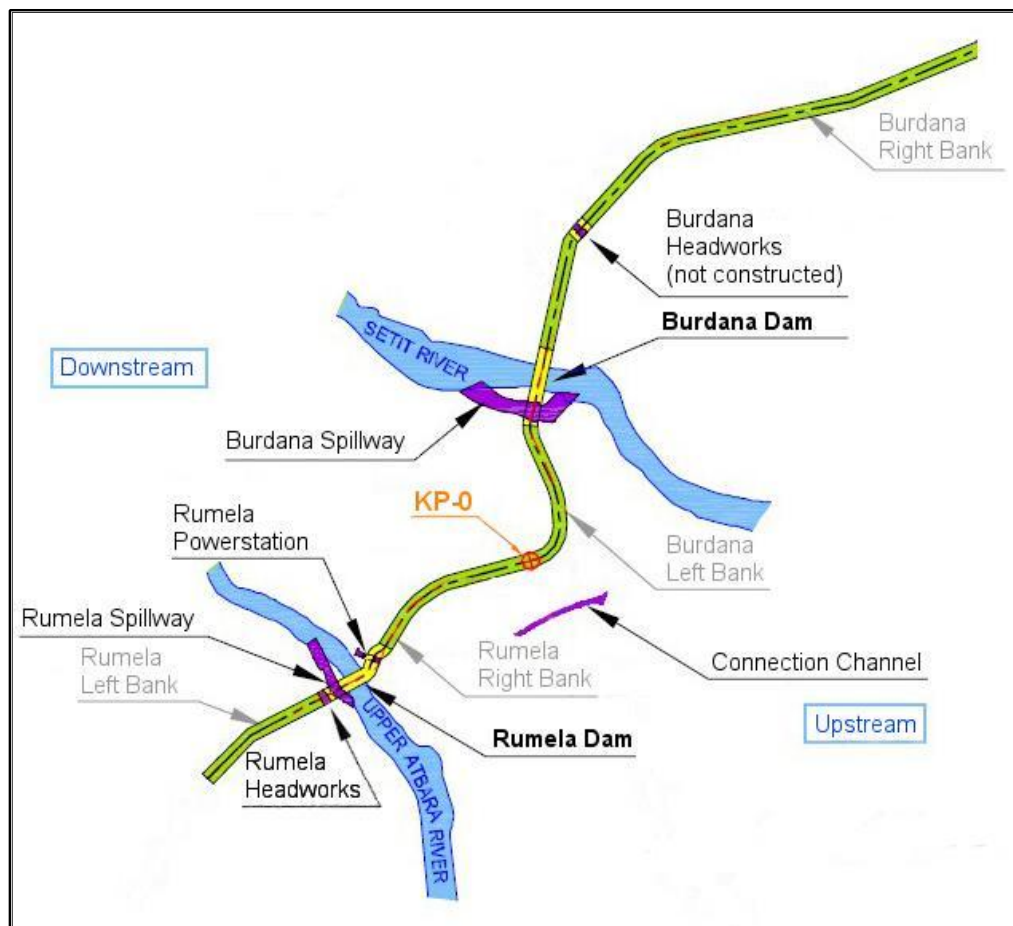 Burdana
Right Bank
Burdana
Headworks
(not constructed)
Burdana Dam
SETIT RIVER
Downstream
Burdana Spillway
KP-0
Rumela
Powerstation
Burdana
Left Bank
Rumela Spillway
Rumela
Left Bank
Rumela
Right Bank
Connection Channel
Upstream
UPPER ATBARA RIVER
Rumela Dam
Rumela
Headworks